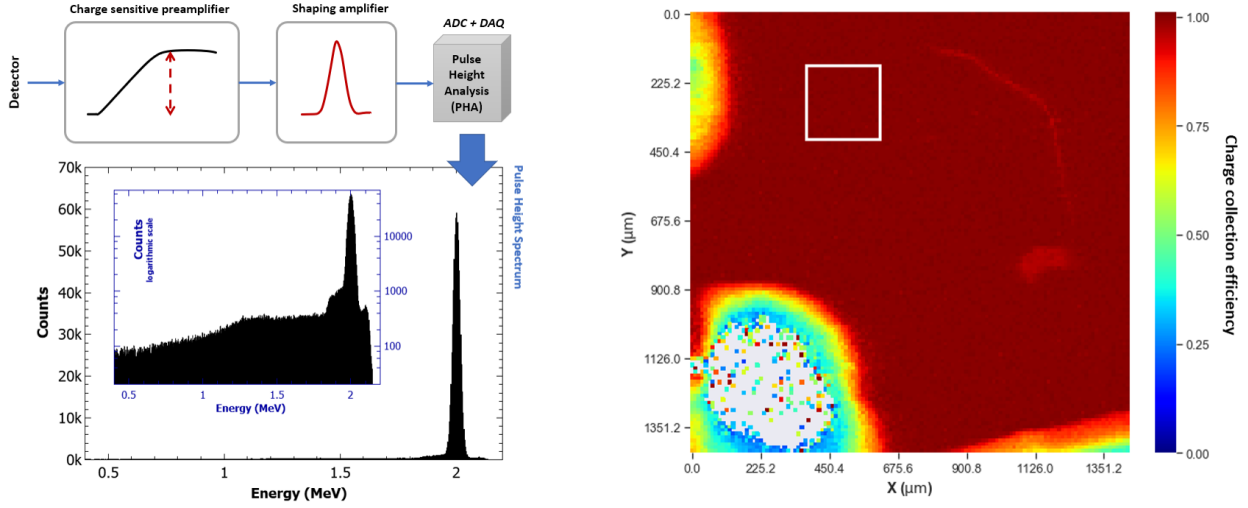 Charge sensitive preamplifier
Shaping amplifier
ADC + DAQ
Detector
Pulse
Height
Analysis
(PHA)
Pulse Height Spectrum
70k
60k
50k
40k
30k
20k
10k
0k
Counts
0.5
1
1.5
2
Energy (MeV)
Counts
logarithmic scale
10000
1000
100
0.5
1
1.5
2
Energy (MeV)
0.0
225.2
450.4
675.6
900.8
1126.0
1351.2
Y (µm)
0.0
225.2
450.4
675.6
900.8
1126.0
1351.2
X (µm)
1.00
0.75
0.50
0.25
0.00
Charge collection efficiency